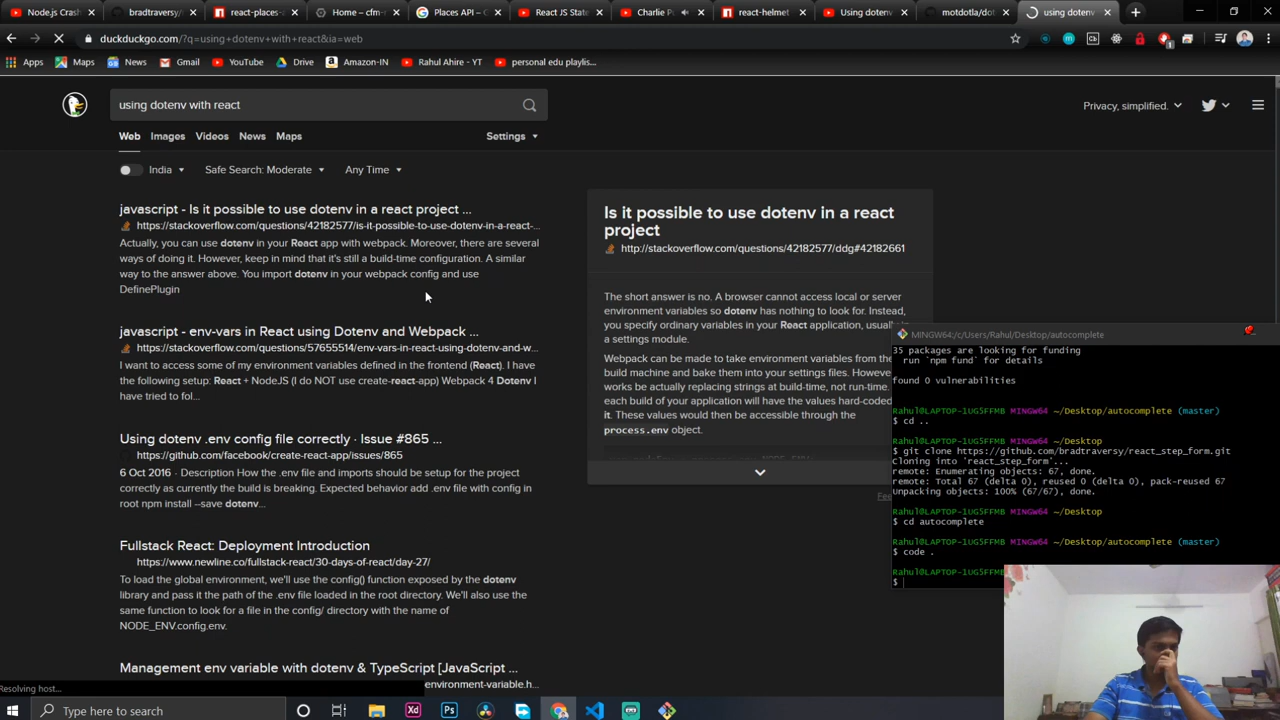 Node.js Crash
bradtraversy/
react-places-
Home – cfm-r
Places API – G
React JS State
Charlie P
react-helmet
Using dotenv
motdotla/dot
using dotenv
duckduckgo.com/?q=using+dotenv+with+react&ia=web
Apps
Maps
News
Gmail
YouTube
Drive
Amazon-IN
Rahul Ahire - YT
personal edu playlis...
using dotenv with react
Privacy, simplified.
Web
Images
Videos
News
Maps
Settings
India
Safe Search: Moderate
Any Time
javascript - Is it possible to use dotenv in a react project ...
https://stackoverflow.com/questions/42182577/is-it-possible-to-use-dotenv-in-a-react-...
Actually, you can use dotenv in your React app with webpack. Moreover, there are several
ways of doing it. However, keep in mind that it's still a build-time configuration. A similar
way to the answer above. You import dotenv in your webpack config and use
DefinePlugin
javascript - env-vars in React using Dotenv and Webpack ...
https://stackoverflow.com/questions/57655515/env-vars-in-react-using-dotenv-and-w...
I want to access some of my environment variables defined in the frontend (React). I have
the following setup: React + NodeJS (I do NOT use create-react-app) Webpack 4 Dotenv I
have tried to fol...
Using dotenv .env config file correctly · Issue #865 ...
https://github.com/facebook/create-react-app/issues/865
6 Oct 2016 - Description How the .env file and imports should be setup for the project
correctly as currently the build is breaking. Expected behavior add .env file with config in
root npm install --save dotenv...
Fullstack React: Deployment Introduction
https://www.newline.co/fullstack-react/30-days-of-react/day-27/
To load the global environment, we'll use the config() function exposed by the dotenv
library and pass it the path of the .env file located in the root directory. We'll also use the
same function to look for a file in the config/ directory with the name of
NODE_ENV.config.env.
Management env variable with dotenv & TypeScript [JavaScript ...
environment-variable.h...
Resolving host...
Is it possible to use dotenv in a react
project
http://stackoverflow.com/questions/42182577/ddg#42182661
The short answer is no. A browser cannot access local or server
environment variables so dotenv has nothing to look for. Instead,
you specify ordinary variables in your React application, usually
a settings module.
Webpack can be made to take environment variables from the
build machine and bake them into your settings files. However
works be actually replacing strings at build-time, not run-time.
each build of your application will have the values hard-coded
it. These values would then be accessible through the
process.env object.
MINGW64:/c/Users/Rahul/Desktop/autocomplete
35 packages are looking for funding
run `npm fund` for details
found 0 vulnerabilities
Rahul@LAPTOP-1UG5FFMB MINGW64 ~/Desktop/autocomplete (master)
$ cd ..
Rahul@LAPTOP-1UG5FFMB MINGW64 ~/Desktop
$ git clone https://github.com/bradtraversy/react_step_form.git
Cloning into 'react_step_form'...
remote: Enumerating objects: 67, done.
remote: Total 67 (delta 0), reused 0 (delta 0), pack-reused 67
Unpacking objects: 100% (67/67), done.
Rahul@LAPTOP-1UG5FFMB MINGW64 ~/Desktop
$ cd autocomplete
Rahul@LAPTOP-1UG5FFMB MINGW64 ~/Desktop/autocomplete (master)
$ code .
Rahul@LAPTOP-1UG5FFMB
$
Type here to search